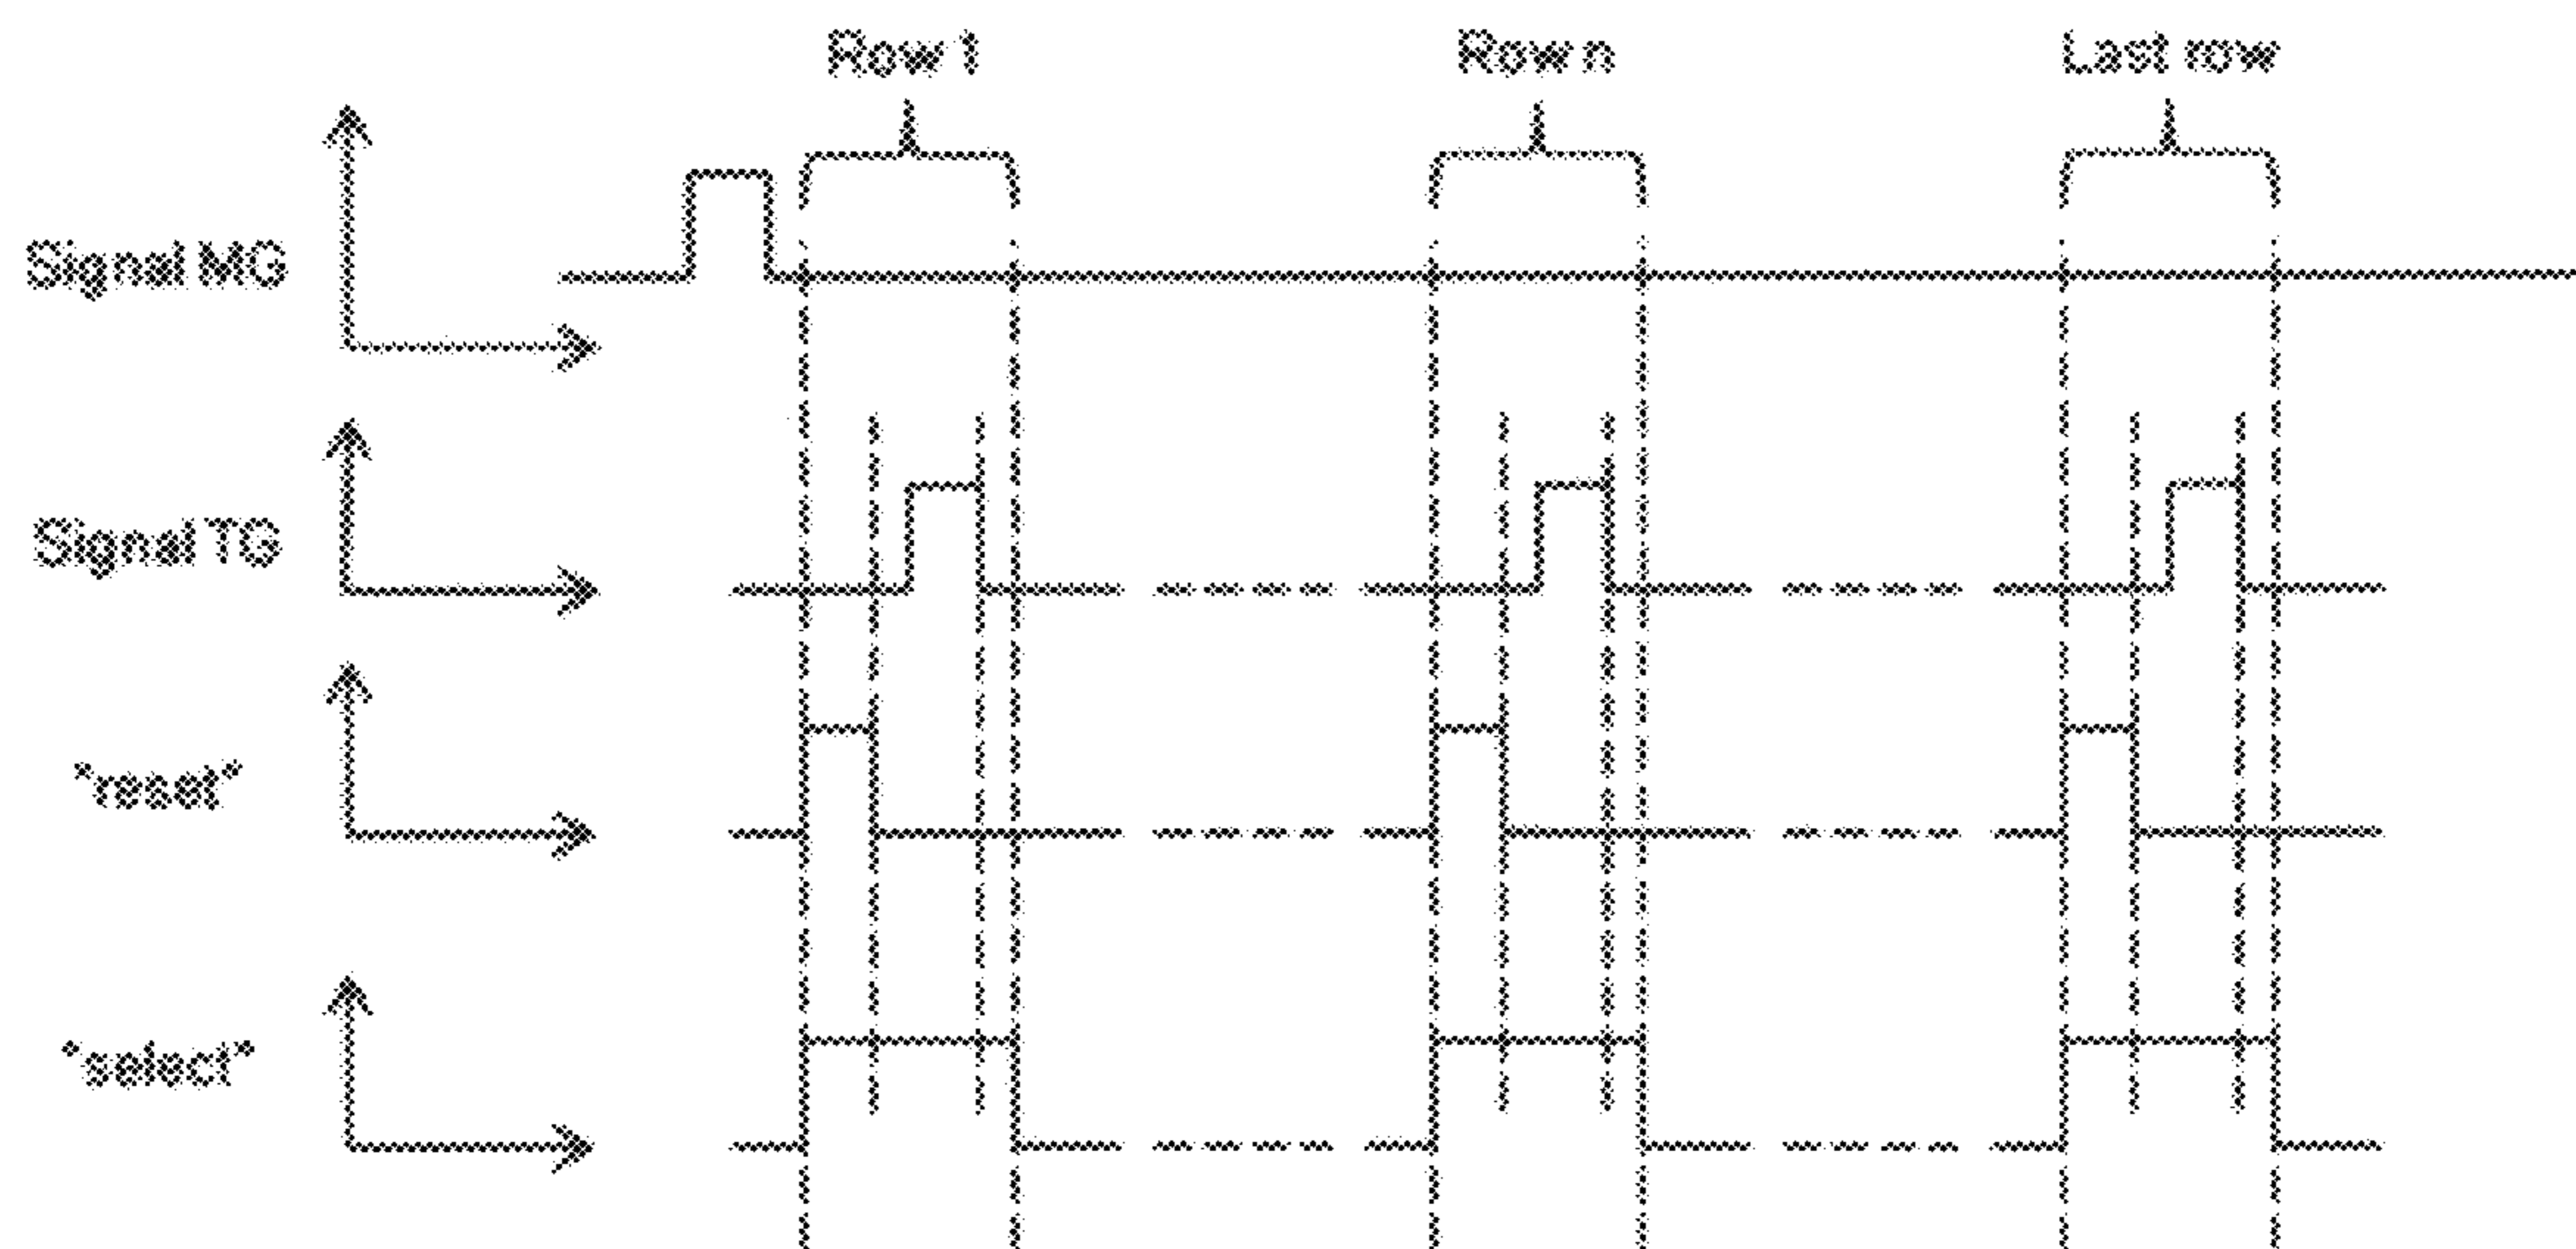 Row 1
Row n
Last row
Signal MG
Signal TG
"reset"
"select"